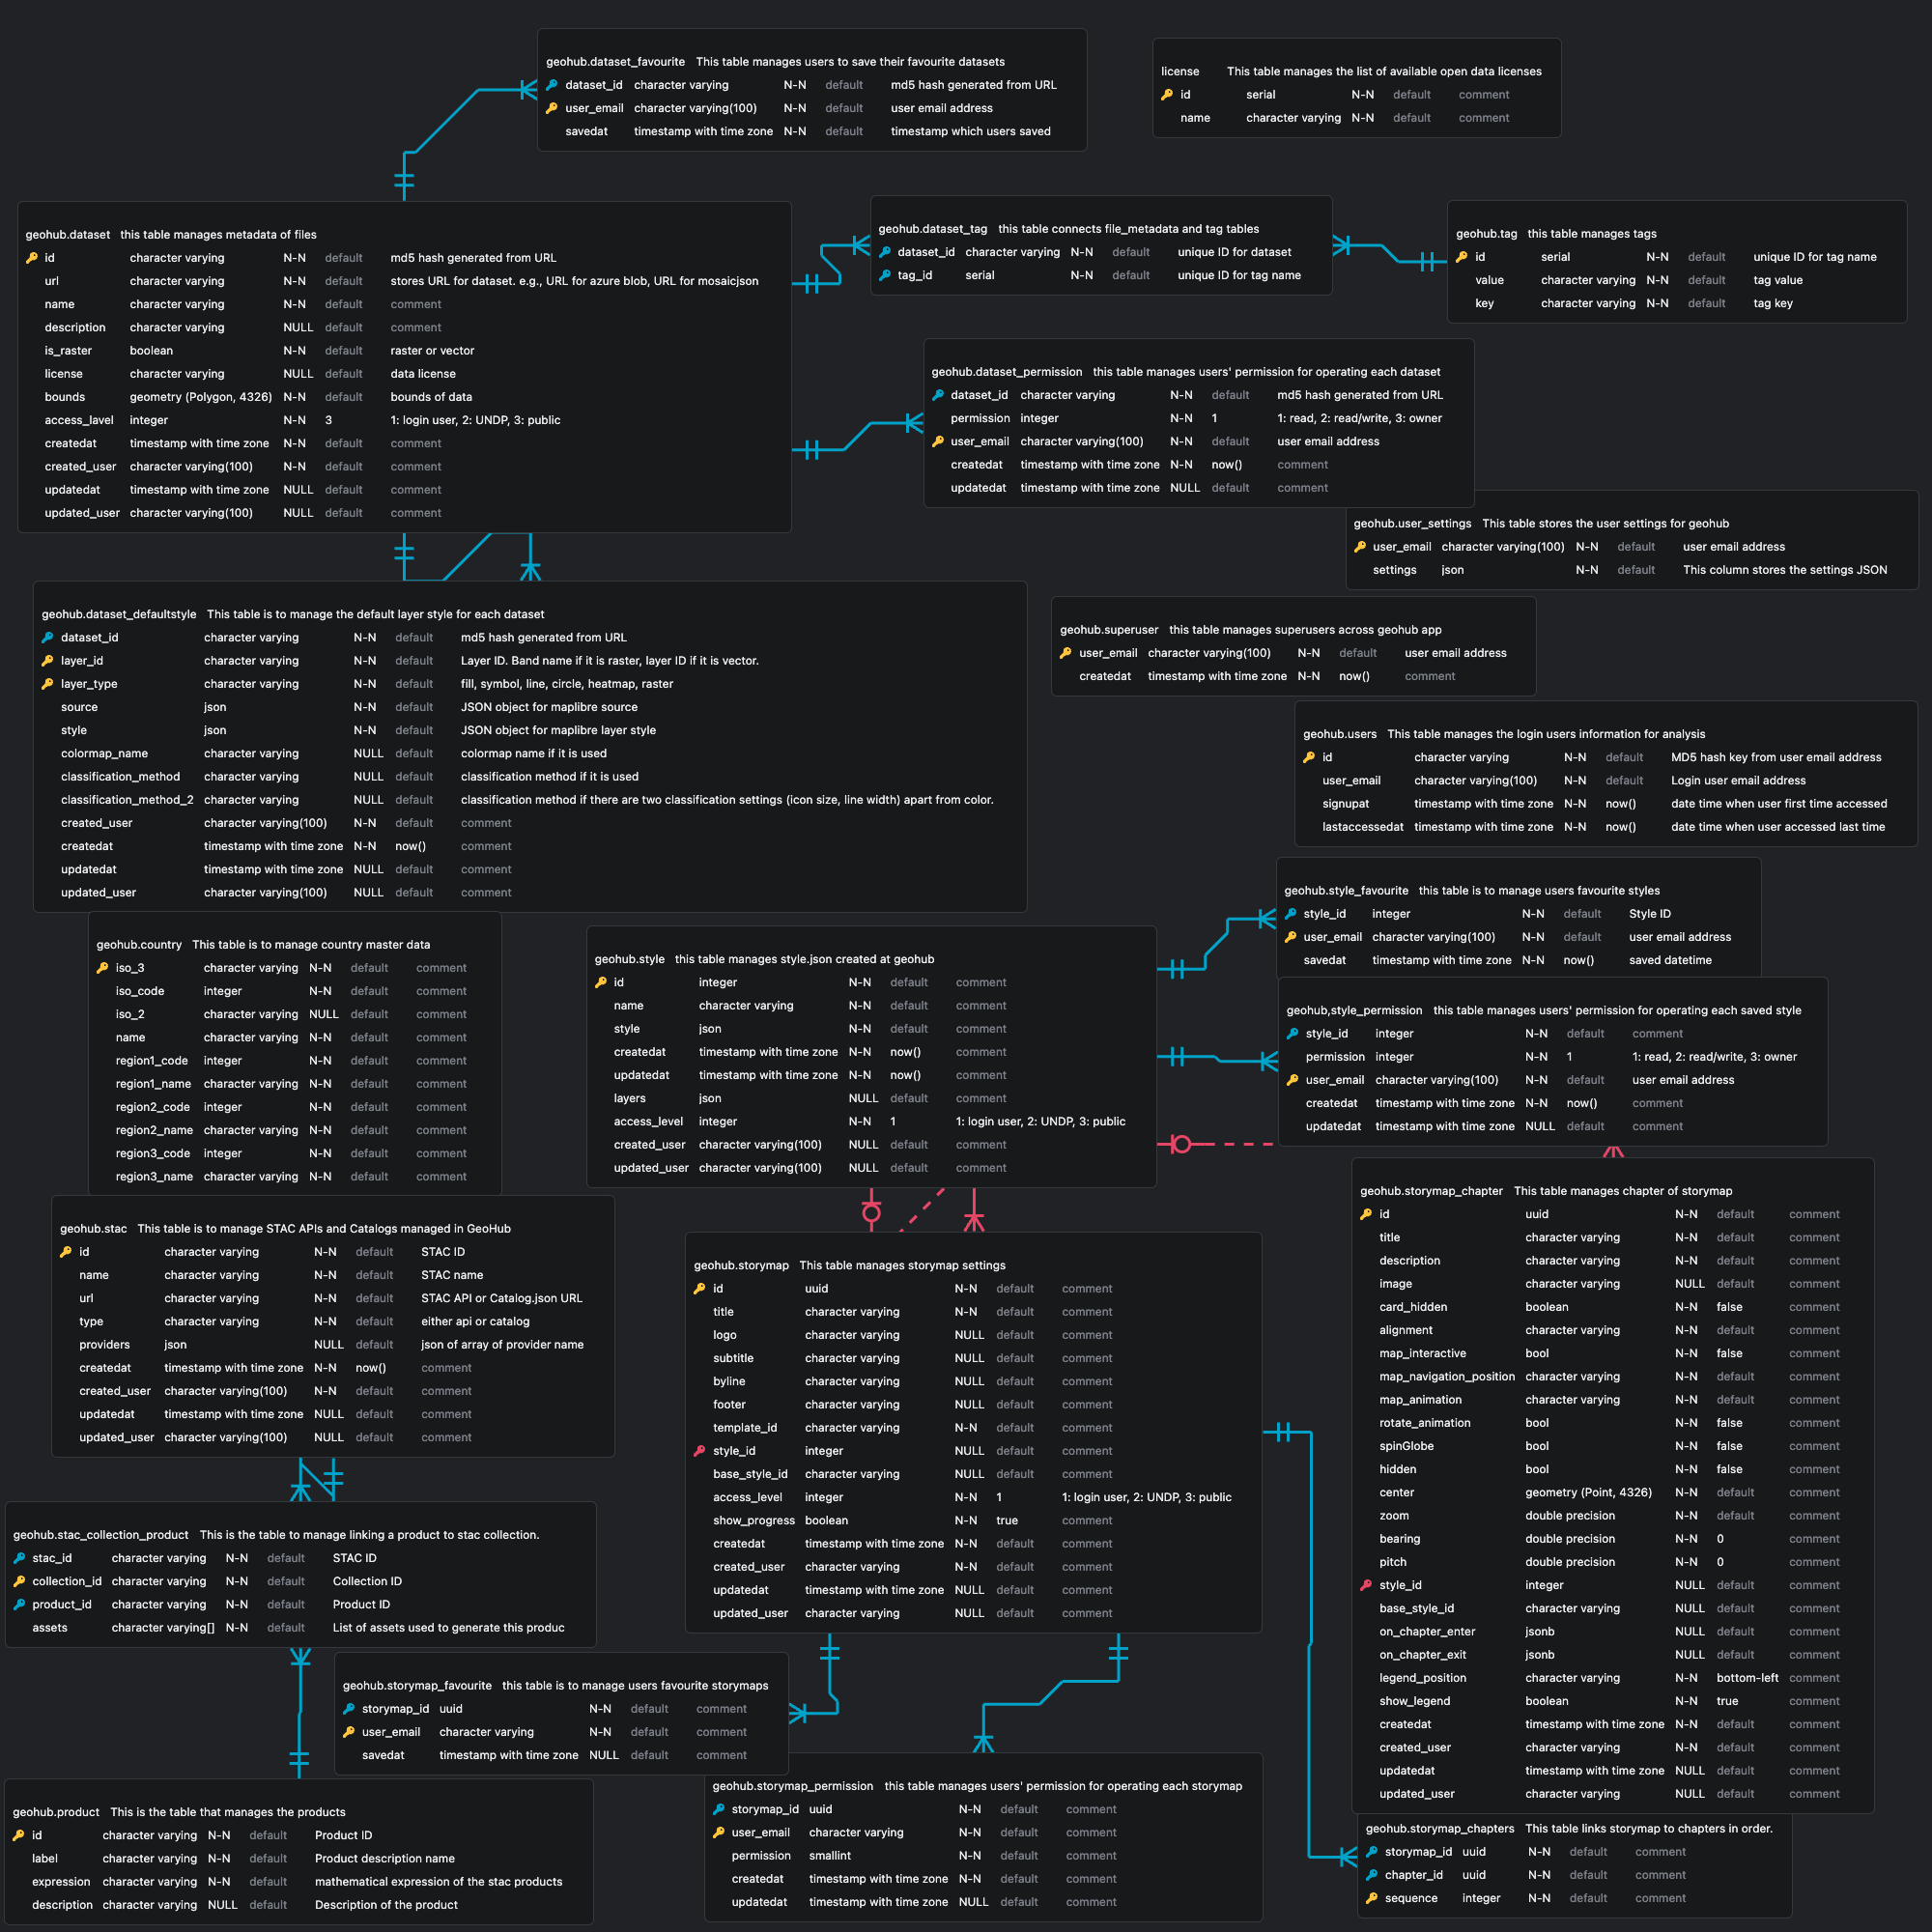 geohub.dataset_favourite This table manages users to save their favourite datasets
dataset_id character varying N-N default md5 hash generated from URL
user_email character varying(100) N-N default user email address
savedat timestamp with time zone N-N default timestamp which users saved
license This table manages the list of available open data licenses
id serial N-N default comment
name character varying N-N default comment
geohub.dataset this table manages metadata of files
id character varying N-N default md5 hash generated from URL
url character varying N-N default stores URL for dataset. e.g., URL for azure blob, URL for mosaicjson
name character varying N-N default comment
description character varying NULL default comment
is_raster boolean N-N default raster or vector
license character varying NULL default data license
bounds geometry (Polygon, 4326) N-N default bounds of data
access_level integer N-N 3 1: login user, 2: UNDP, 3: public
createdat timestamp with time zone N-N default comment
created_user character varying(100) N-N default comment
updatedat timestamp with time zone NULL default comment
updated_user character varying(100) NULL default comment
geohub.dataset_tag this table connects file_metadata and tag tables
dataset_id character varying N-N default unique ID for dataset
tag_id serial N-N default unique ID for tag name
geohub.tag this table manages tags
id serial N-N default unique ID for tag name
value character varying N-N default tag value
key character varying N-N default tag key
geohub.dataset_permission this table manages users' permission for operating each dataset
dataset_id character varying N-N default md5 hash generated from URL
permission integer N-N 1 1: read, 2: read/write, 3: owner
user_email character varying(100) N-N default user email address
createdat timestamp with time zone N-N now() comment
updatedat timestamp with time zone NULL default comment
geohub.user_settings This table stores the user settings for geohub
user_email character varying(100) N-N default user email address
settings json N-N default This column stores the settings JSON
geohub.dataset_defaultstyle This table is to manage the default layer style for each dataset
dataset_id character varying N-N default md5 hash generated from URL
layer_id character varying N-N default Layer ID. Band name if it is raster, layer ID if it is vector.
layer_type character varying N-N default fill, symbol, line, circle, heatmap, raster
source json N-N default JSON object for maplibre source
style json N-N default JSON object for maplibre layer style
colormap_name character varying NULL default colormap name if it is used
classification_method character varying NULL default classification method if it is used
classification_method_2 character varying NULL default classification method if there are two classification settings (icon size, line width) apart from color.
created_user character varying(100) N-N default comment
createdat timestamp with time zone N-N now() comment
updatedat timestamp with time zone NULL default comment
updated_user character varying(100) NULL default comment
geohub.superuser this table manages superusers across geohub app
user_email character varying(100) N-N default user email address
createdat timestamp with time zone N-N now() comment
geohub.users This table manages the login users information for analysis
id character varying N-N default MD5 hash key from user email address
user_email character varying(100) N-N default Login user email address
signupat timestamp with time zone N-N now() date time when user first time accessed
lastaccessedat timestamp with time zone N-N now() date time when user accessed last time
geohub.style_favourite this table is to manage users favourite styles
style_id integer N-N default Style ID
user_email character varying(100) N-N default user email address
savedat timestamp with time zone N-N now() saved datetime
geohub.country This table is to manage country master data
iso_3 character varying N-N default comment
iso_code integer N-N default comment
iso_2 character varying NULL default comment
name character varying N-N default comment
region1_code integer N-N default comment
region1_name character varying N-N default comment
region2_code integer N-N default comment
region2_name character varying N-N default comment
region3_code integer N-N default comment
region3_name character varying N-N default comment
geohub.style this table manages style.json created at geohub
id integer N-N default comment
name character varying N-N default comment
style json N-N default comment
createdat timestamp with time zone N-N now() comment
updatedat timestamp with time zone N-N now() comment
layers json NULL default comment
access_level integer N-N 1 1: login user, 2: UNDP, 3: public
created_user character varying(100) NULL default comment
updated_user character varying(100) NULL default comment
geohub,style_permission this table manages users' permission for operating each saved style
style_id integer N-N default comment
permission integer N-N 1 1: read, 2: read/write, 3: owner
user_email character varying(100) N-N default user email address
createdat timestamp with time zone N-N now() comment
updatedat timestamp with time zone NULL default comment
geohub.stac This table is to manage STAC APIs and Catalogs managed in GeoHub
id character varying N-N default STAC ID
name character varying N-N default STAC name
url character varying N-N default STAC API or Catalog.json URL
type character varying N-N default either api or catalog
providers json NULL default json of array of provider name
createdat timestamp with time zone N-N now() comment
created_user character varying(100) N-N default comment
updatedat timestamp with time zone NULL default comment
updated_user character varying(100) NULL default comment
geohub.storymap This table manages storymap settings
id uuid N-N default comment
title character varying N-N default comment
logo character varying NULL default comment
subtitle character varying NULL default comment
byline character varying NULL default comment
footer character varying NULL default comment
template_id character varying N-N default comment
style_id integer NULL default comment
base_style_id character varying NULL default comment
access_level integer N-N 1 1: login user, 2: UNDP, 3: public
show_progress boolean N-N true comment
createdat timestamp with time zone N-N default comment
created_user character varying N-N default comment
updatedat timestamp with time zone NULL default comment
updated_user character varying NULL default comment
geohub.storymap_chapter This table manages chapter of storymap
id uuid N-N default comment
title character varying N-N default comment
description character varying N-N default comment
image character varying NULL default comment
card_hidden boolean N-N false comment
alignment character varying N-N default comment
map_interactive bool N-N false comment
map_navigation_position character varying N-N default comment
map_animation character varying N-N default comment
rotate_animation bool N-N false comment
spinGlobe bool N-N false comment
hidden bool N-N false comment
center geometry (Point, 4326) N-N default comment
zoom double precision N-N default comment
bearing double precision N-N 0 comment
pitch double precision N-N 0 comment
style_id integer NULL default comment
base_style_id character varying NULL default comment
on_chapter_enter jsonb NULL default comment
on_chapter_exit jsonb NULL default comment
legend_position character varying N-N bottom-left comment
show_legend boolean N-N true comment
createdat timestamp with time zone N-N default comment
created_user character varying N-N default comment
updatedat timestamp with time zone NULL default comment
updated_user character varying NULL default comment
geohub.stac_collection_product This is the table to manage linking a product to stac collection.
stac_id character varying N-N default STAC ID
collection_id character varying N-N default Collection ID
product_id character varying N-N default Product ID
assets character varying[] N-N default List of assets used to generate this produc
geohub.storymap_favourite this table is to manage users favourite storymaps
storymap_id uuid N-N default comment
user_email character varying N-N default comment
savedat timestamp with time zone NULL default comment
geohub.storymap_permission this table manages users' permission for operating each storymap
storymap_id uuid N-N default comment
user_email character varying N-N default comment
permission smallint N-N default comment
createdat timestamp with time zone N-N default comment
updatedat timestamp with time zone NULL default comment
geohub.product This is the table that manages the products
id character varying N-N default Product ID
label character varying N-N default Product description name
expression character varying N-N default mathematical expression of the stac products
description character varying NULL default Description of the product
geohub.storymap_chapters This table links storymap to chapters in order.
storymap_id uuid N-N default comment
chapter_id uuid N-N default comment
sequence integer N-N default comment